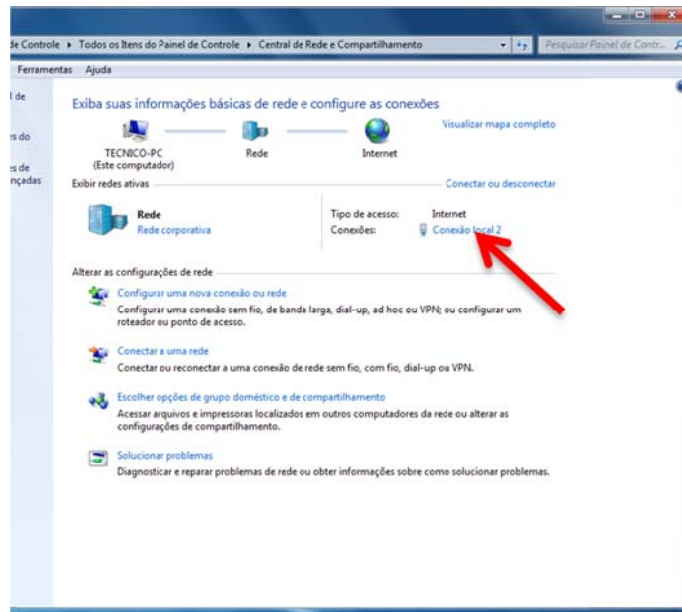 de Controle ▸ Todos os Itens do Painel de Controle ▸ Central de Rede e Compartilhamento
Pesquisar Painel de Contr...
Ferramentas Ajuda
l de
es do
es de
nçadas
Exiba suas informações básicas de rede e configure as conexões
Visualizar mapa completo
TECNICO-PC
(Este computador)
Rede
Internet
Exibir redes ativas
Conectar ou desconectar
Rede
Rede corporativa
Tipo de acesso: Internet
Conexões: Conexão local 2
Alterar as configurações de rede
Configurar uma nova conexão ou rede
Configurar uma conexão sem fio, de banda larga, dial-up, ad hoc ou VPN; ou configurar um
roteador ou ponto de acesso.
Conectar a uma rede
Conectar ou reconectar a uma conexão de rede sem fio, com fio, dial-up ou VPN.
Escolher opções de grupo doméstico e de compartilhamento
Acessar arquivos e impressoras localizados em outros computadores da rede ou alterar as
configurações de compartilhamento.
Solucionar problemas
Diagnosticar e reparar problemas de rede ou obter informações sobre como solucionar problemas.